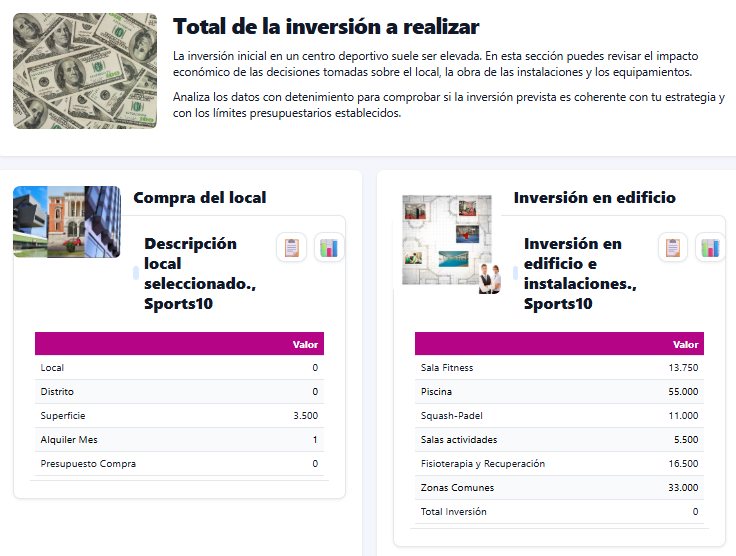 Total de la inversión a realizar
La inversión inicial en un centro deportivo suele ser elevada. En esta sección puedes revisar el impacto
económico de las decisiones tomadas sobre el local, la obra de las instalaciones y los equipamientos.
Analiza los datos con detenimiento para comprobar si la inversión prevista es coherente con tu estrategia y
con los límites presupuestarios establecidos.
Compra del local
Descripción
local
seleccionado.,
Sports10
Valor
Local 0
Distrito 0
Superficie 3.500
Alquiler Mes 1
Presupuesto Compra 0
Inversión en edificio
Inversión en
edificio e
instalaciones.,
Sports10
Valor
Sala Fitness 13.750
Piscina 55.000
Squash-Padel 11.000
Salas actividades 5.500
Fisioterapia y Recuperación 16.500
Zonas Comunes 33.000
Total Inversión 0